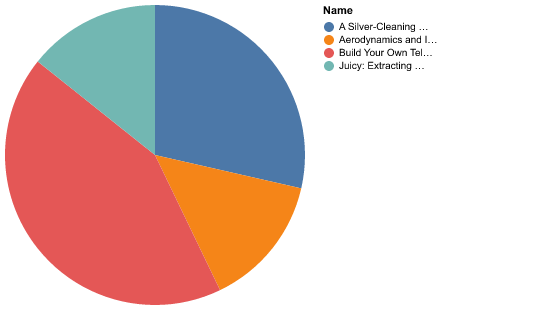 Name
A Silver-Cleaning …
Aerodynamics and I…
Build Your Own Tel…
Juicy: Extracting …